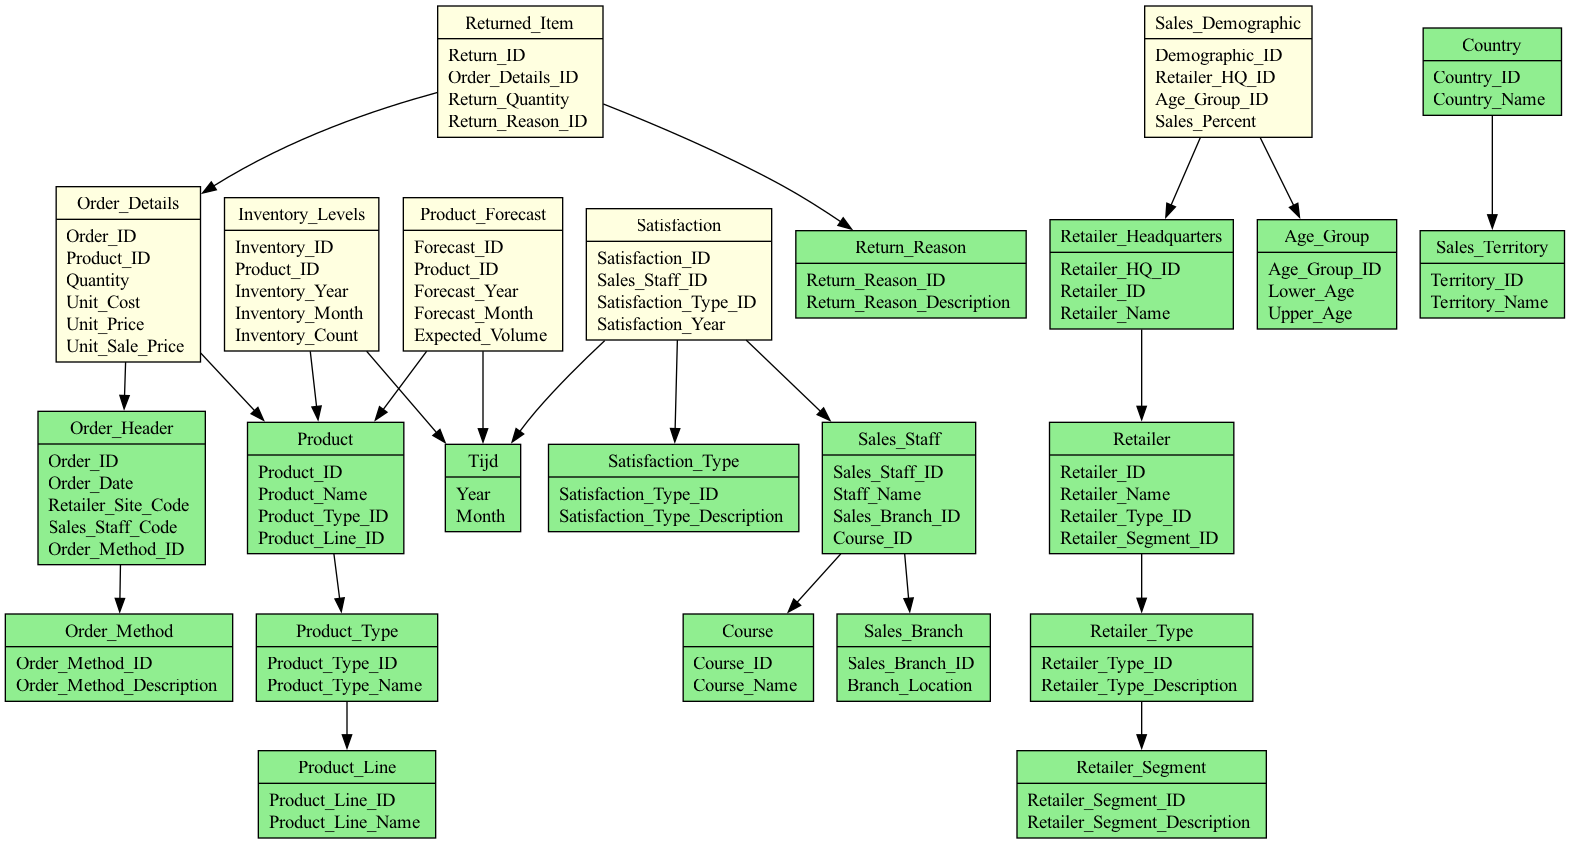 Returned_Item
Return_ID
Order_Details_ID
Return_Quantity
Return_Reason_ID
Sales_Demographic
Demographic_ID
Retailer_HQ_ID
Age_Group_ID
Sales_Percent
Country
Country_ID
Country_Name
Order_Details
Order_ID
Product_ID
Quantity
Unit_Cost
Unit_Price
Unit_Sale_Price
Inventory_Levels
Inventory_ID
Product_ID
Inventory_Year
Inventory_Month
Inventory_Count
Product_Forecast
Forecast_ID
Product_ID
Forecast_Year
Forecast_Month
Expected_Volume
Satisfaction
Satisfaction_ID
Sales_Staff_ID
Satisfaction_Type_ID
Satisfaction_Year
Return_Reason
Return_Reason_ID
Return_Reason_Description
Retailer_Headquarters
Retailer_HQ_ID
Retailer_ID
Retailer_Name
Age_Group
Age_Group_ID
Lower_Age
Upper_Age
Sales_Territory
Territory_ID
Territory_Name
Order_Header
Order_ID
Order_Date
Retailer_Site_Code
Sales_Staff_Code
Order_Method_ID
Product
Product_ID
Product_Name
Product_Type_ID
Product_Line_ID
Tijd
Year
Month
Satisfaction_Type
Satisfaction_Type_ID
Satisfaction_Type_Description
Sales_Staff
Sales_Staff_ID
Staff_Name
Sales_Branch_ID
Course_ID
Retailer
Retailer_ID
Retailer_Name
Retailer_Type_ID
Retailer_Segment_ID
Order_Method
Order_Method_ID
Order_Method_Description
Product_Type
Product_Type_ID
Product_Type_Name
Course
Course_ID
Course_Name
Sales_Branch
Sales_Branch_ID
Branch_Location
Retailer_Type
Retailer_Type_ID
Retailer_Type_Description
Product_Line
Product_Line_ID
Product_Line_Name
Retailer_Segment
Retailer_Segment_ID
Retailer_Segment_Description